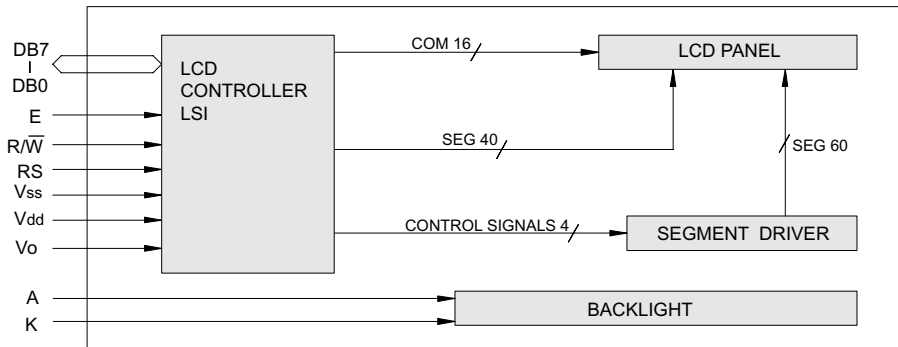 DB7
DB0
E
R/W̅
RS
Vss
Vdd
Vo
A
K
LCD
CONTROLLER
LSI
COM 16
SEG 40
CONTROL SIGNALS 4
LCD PANEL
SEG 60
SEGMENT DRIVER
BACKLIGHT